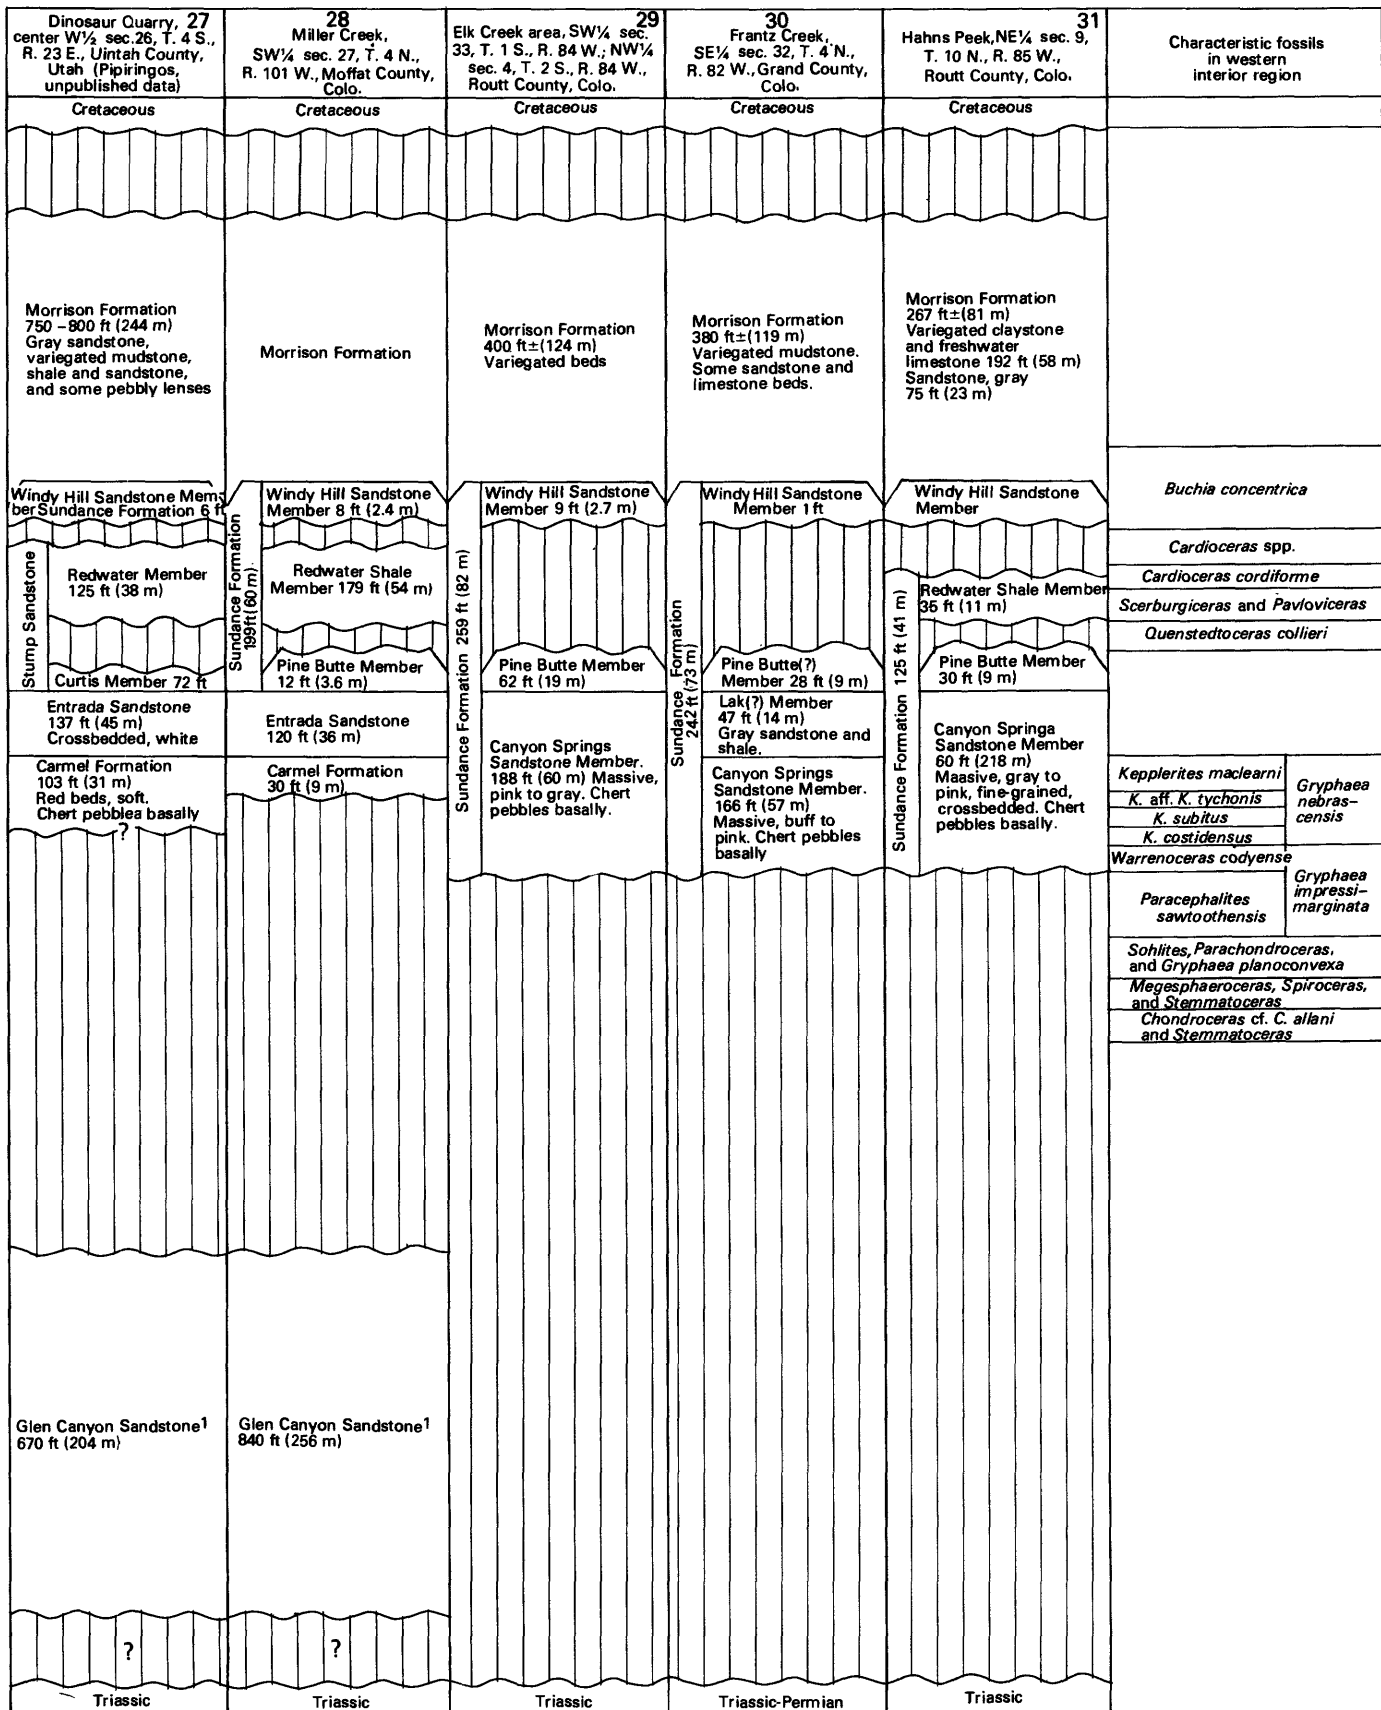 Dinosaur Quarry, 27
center W½ sec.26, T. 4 S.,
R. 23 E., Uintah County,
Utah (Pipiringos,
unpublished data)
28
Miller Creek,
SW¼ sec. 27, T. 4 N.,
R. 101 W., Moffat County,
Colo.
29
Elk Creek area, SW¼ sec.
33, T. 1 S., R. 84 W.; NW¼
sec. 4, T. 2 S., R. 84 W.,
Routt County, Colo.
30
Frantz Creek,
SE¼ sec. 32, T. 4 N.,
R. 82 W., Grand County,
Colo.
31
Hahns Peek, NE¼ sec. 9,
T. 10 N., R. 85 W.,
Routt County, Colo.
Characteristic fossils
in western
interior region
Cretaceous
Cretaceous
Cretaceous
Cretaceous
Cretaceous
Morrison Formation
750–800 ft (244 m)
Gray sandstone,
variegated mudstone,
shale and sandstone,
and some pebbly lenses
Morrison Formation
Morrison Formation
400 ft±(124 m)
Variegated beds
Morrison Formation
380 ft±(119 m)
Variegated mudstone.
Some sandstone and
limestone beds.
Morrison Formation
267 ft±(81 m)
Variegated claystone
and freshwater
limestone 192 ft (58 m)
Sandstone, gray
75 ft (23 m)
Windy Hill Sandstone Mem-
ber Sundance Formation 6 ft
Stump Sandstone
Redwater Member
125 ft (38 m)
Curtis Member 72 ft
Entrada Sandstone
137 ft (45 m)
Crossbedded, white
Carmel Formation
103 ft (31 m)
Red beds, soft.
Chert pebblea basally
?
Glen Canyon Sandstone¹
670 ft (204 m)
?
Triassic
Sundance Formation
199 ft (60 m).
Windy Hill Sandstone
Member 8 ft (2.4 m)
Redwater Shale
Member 179 ft (54 m)
Pine Butte Member
12 ft (3.6 m)
Entrada Sandstone
120 ft (36 m)
Carmel Formation
30 ft (9 m)
Glen Canyon Sandstone¹
840 ft (256 m)
?
Triassic
Sundance Formation 259 ft (82 m)
Windy Hill Sandstone
Member 9 ft (2.7 m)
Pine Butte Member
62 ft (19 m)
Canyon Springs
Sandstone Member.
188 ft (60 m) Massive,
pink to gray. Chert
pebbles basally.
Triassic
Sundance Formation
242 ft (73 m)
Windy Hill Sandstone
Member 1 ft
Pine Butte(?)
Member 28 ft (9 m)
Lak(?) Member
47 ft (14 m)
Gray sandstone and
shale.
Canyon Springs
Sandstone Member.
166 ft (57 m)
Massive, buff to
pink. Chert pebbles
basally
Triassic-Permian
Windy Hill Sandstone
Member
Sundance Formation 125 ft (41 m)
Redwater Shale Member
35 ft (11 m)
Pine Butte Member
30 ft (9 m)
Canyon Springa
Sandstone Member
60 ft (218 m)
Maasive, gray to
pink, fine-grained,
crossbedded. Chert
pebbles basally.
Triassic
Buchia concentrica
Cardioceras spp.
Cardioceras cordiforme
Scerburgiceras and Pavloviceras
Quenstedtoceras collieri
Kepplerites maclearni
K. aff. K. tychonis
K. subitus
K. costidensus
Gryphaea
nebras-
censis
Warrenoceras codyense
Paracephalites
sawtoothensis
Gryphaea
impressi-
marginata
Sohlites, Parachondroceras,
and Gryphaea planoconvexa
Megesphaeroceras, Spiroceras,
and Stemmatoceras
Chondroceras cf. C. allani
and Stemmatoceras